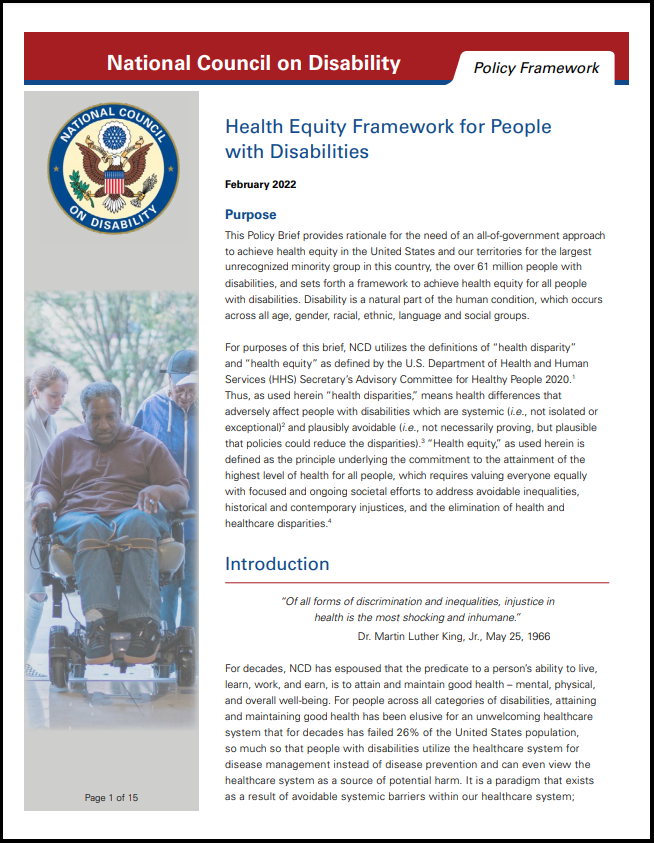 National Council on Disability
Policy Framework
NATIONAL COUNCIL
ON DISABILITY
Health Equity Framework for People
with Disabilities
February 2022
Purpose
This Policy Brief provides rationale for the need of an all-of-government approach
to achieve health equity in the United States and our territories for the largest
unrecognized minority group in this country, the over 61 million people with
disabilities, and sets forth a framework to achieve health equity for all people
with disabilities. Disability is a natural part of the human condition, which occurs
across all age, gender, racial, ethnic, language and social groups.
For purposes of this brief, NCD utilizes the definitions of “health disparity”
and “health equity” as defined by the U.S. Department of Health and Human
Services (HHS) Secretary’s Advisory Committee for Healthy People 2020.1
Thus, as used herein “health disparities,” means health differences that
adversely affect people with disabilities which are systemic (i.e., not isolated or
exceptional)2 and plausibly avoidable (i.e., not necessarily proving, but plausible
that policies could reduce the disparities).3 “Health equity,” as used herein is
defined as the principle underlying the commitment to the attainment of the
highest level of health for all people, which requires valuing everyone equally
with focused and ongoing societal efforts to address avoidable inequalities,
historical and contemporary injustices, and the elimination of health and
healthcare disparities.4
Introduction
“Of all forms of discrimination and inequalities, injustice in
health is the most shocking and inhumane.”
Dr. Martin Luther King, Jr., May 25, 1966
For decades, NCD has espoused that the predicate to a person’s ability to live,
learn, work, and earn, is to attain and maintain good health – mental, physical,
and overall well-being. For people across all categories of disabilities, attaining
and maintaining good health has been elusive for an unwelcoming healthcare
system that for decades has failed 26% of the United States population,
so much so that people with disabilities utilize the healthcare system for
disease management instead of disease prevention and can even view the
healthcare system as a source of potential harm. It is a paradigm that exists
as a result of avoidable systemic barriers within our healthcare system;
Page 1 of 15